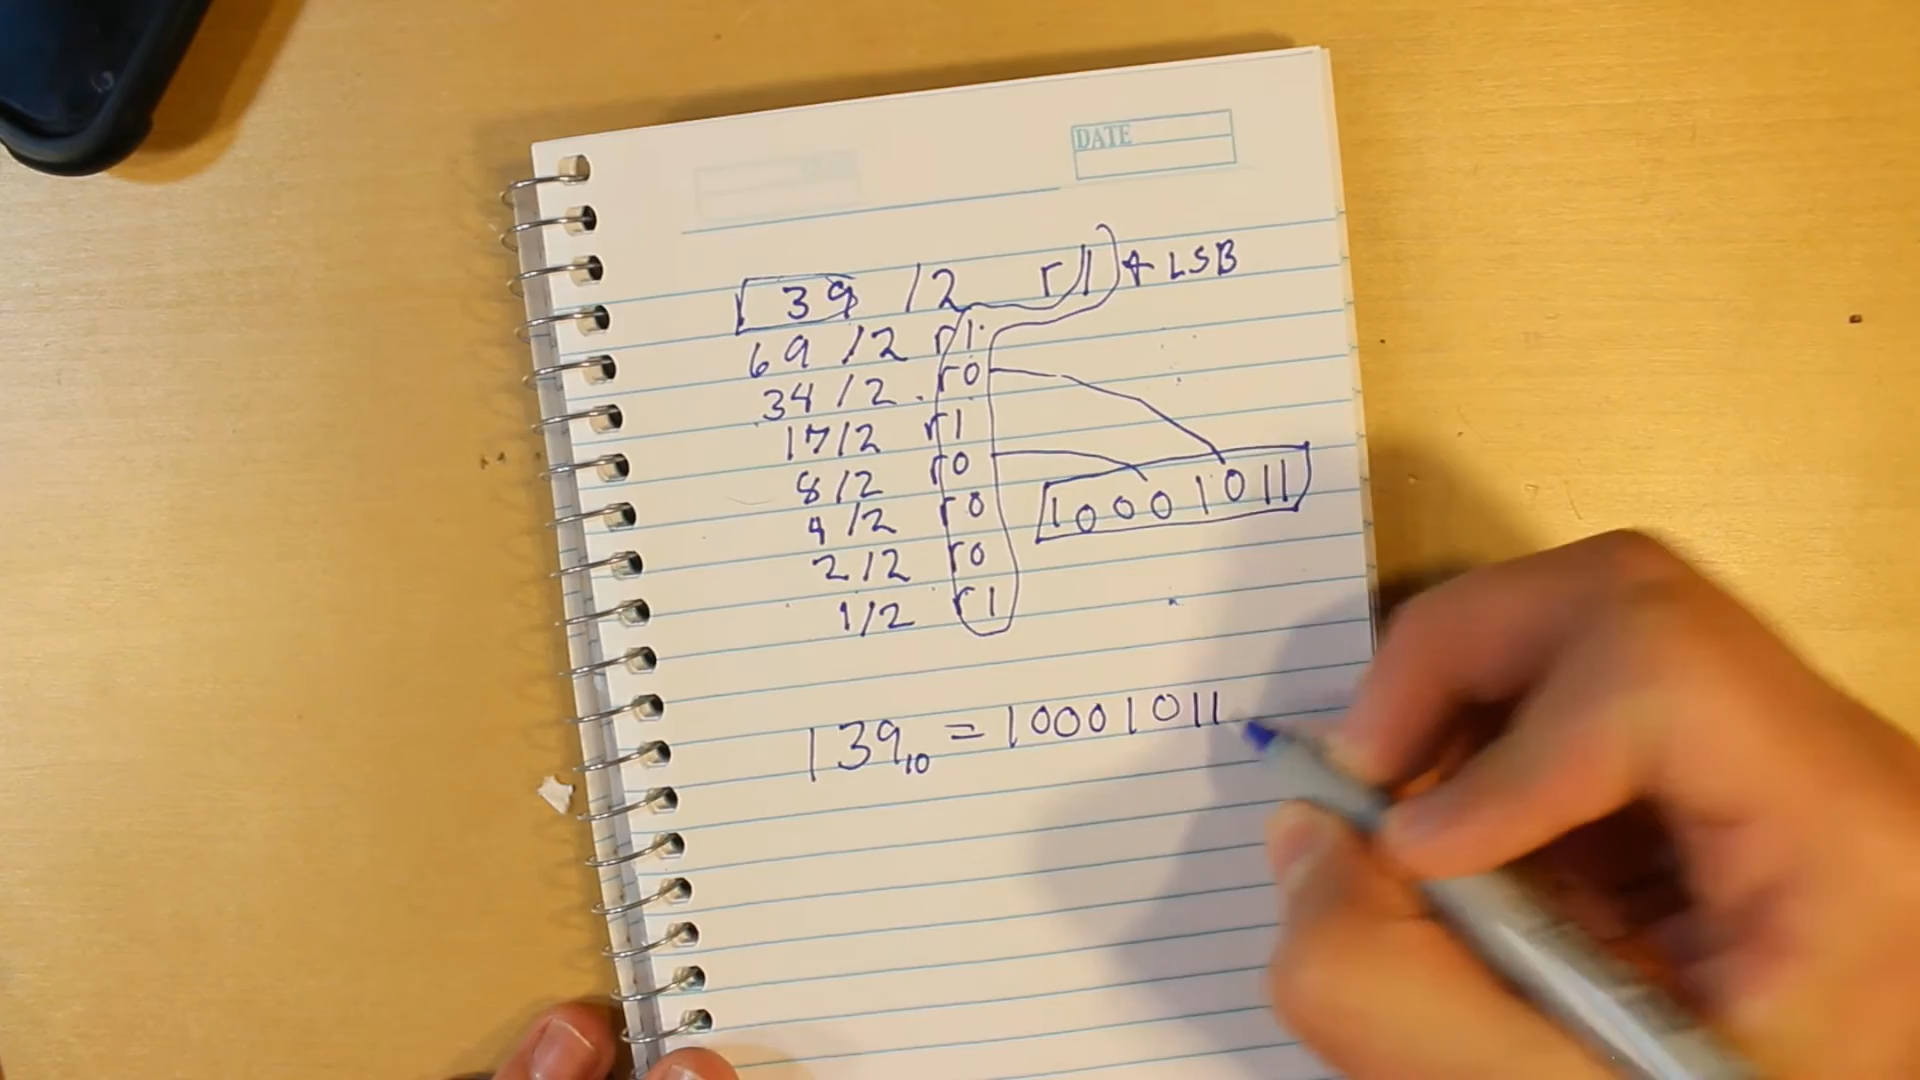 DATE
139 /2 r1 ← LSB
69 /2 r1
34 /2 r0
17/2 r1
8/2 r0
4/2 r0
2/2 r0
1/2 r1
10001011
139₁₀ = 10001011